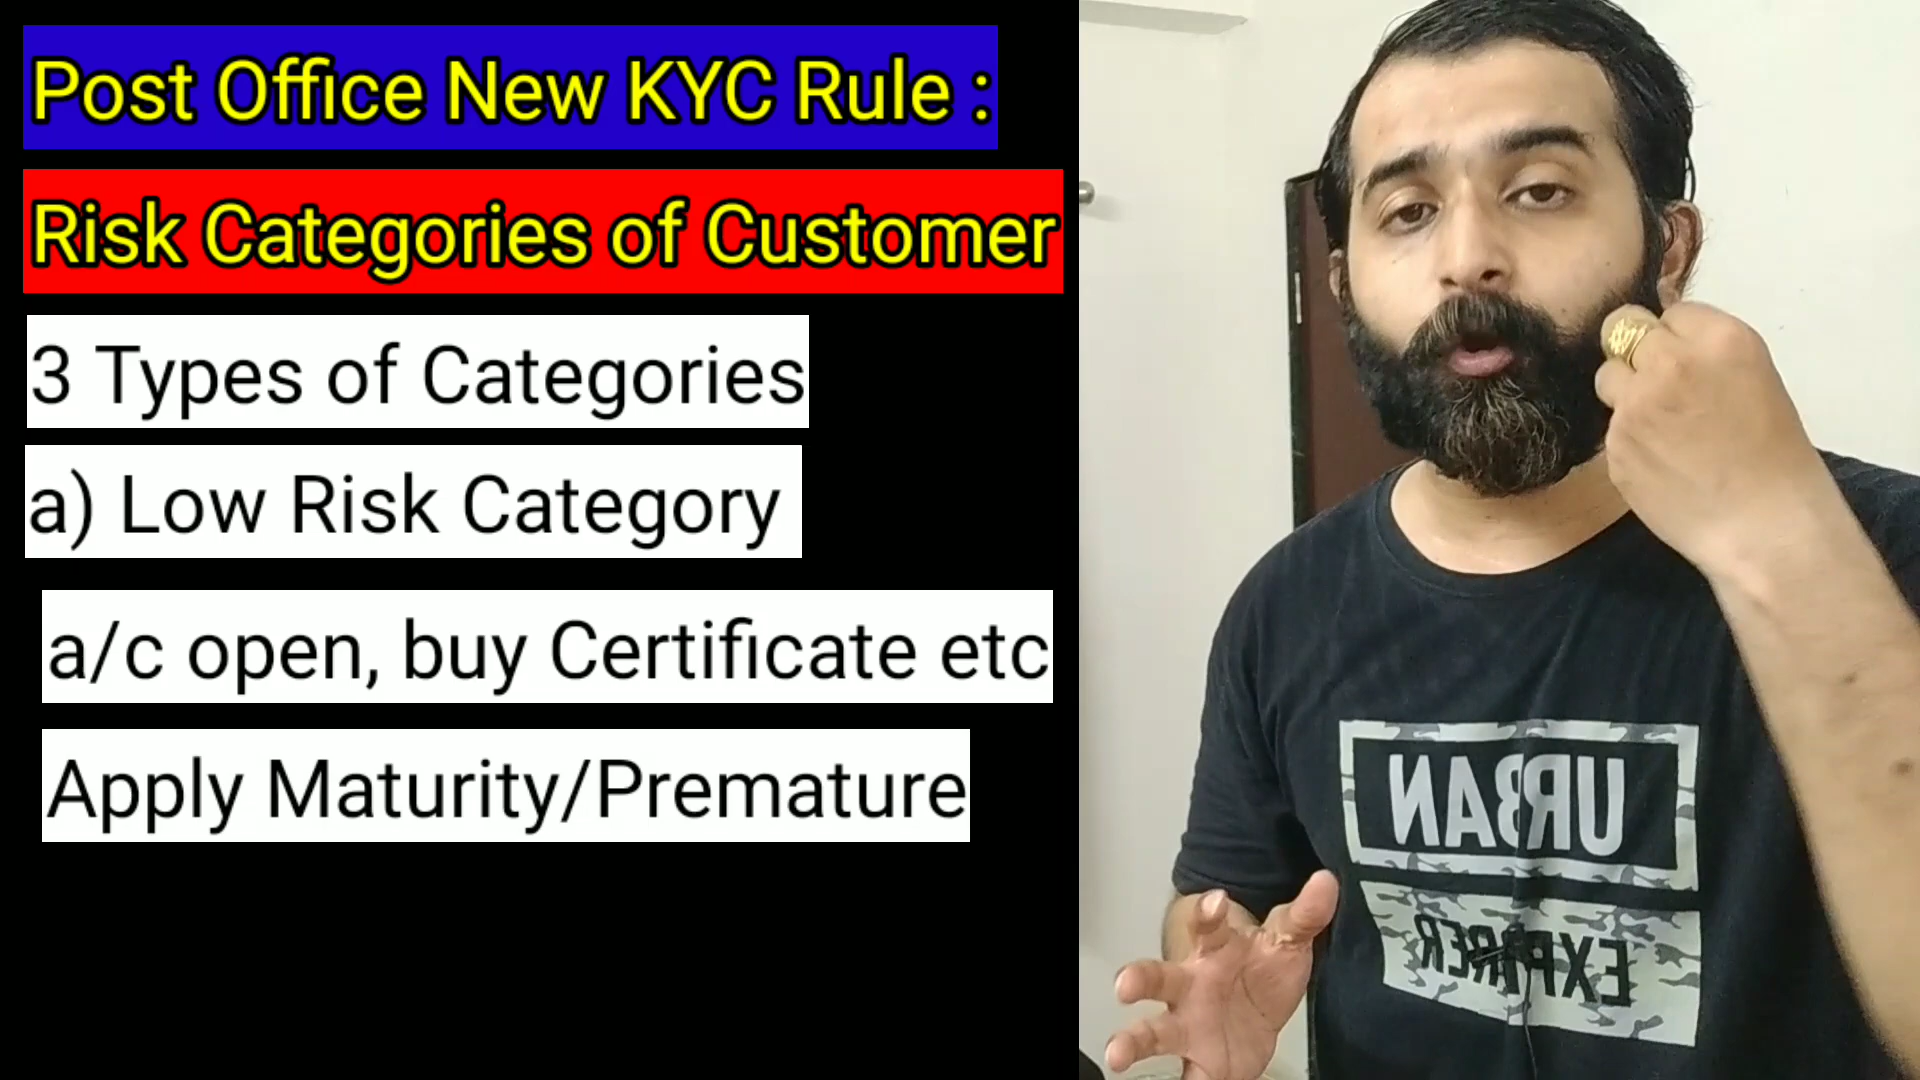 Post Office New KYC Rule :
Risk Categories of Customer
3 Types of Categories
a) Low Risk Category
a/c open, buy Certificate etc
Apply Maturity/Premature
URBAN